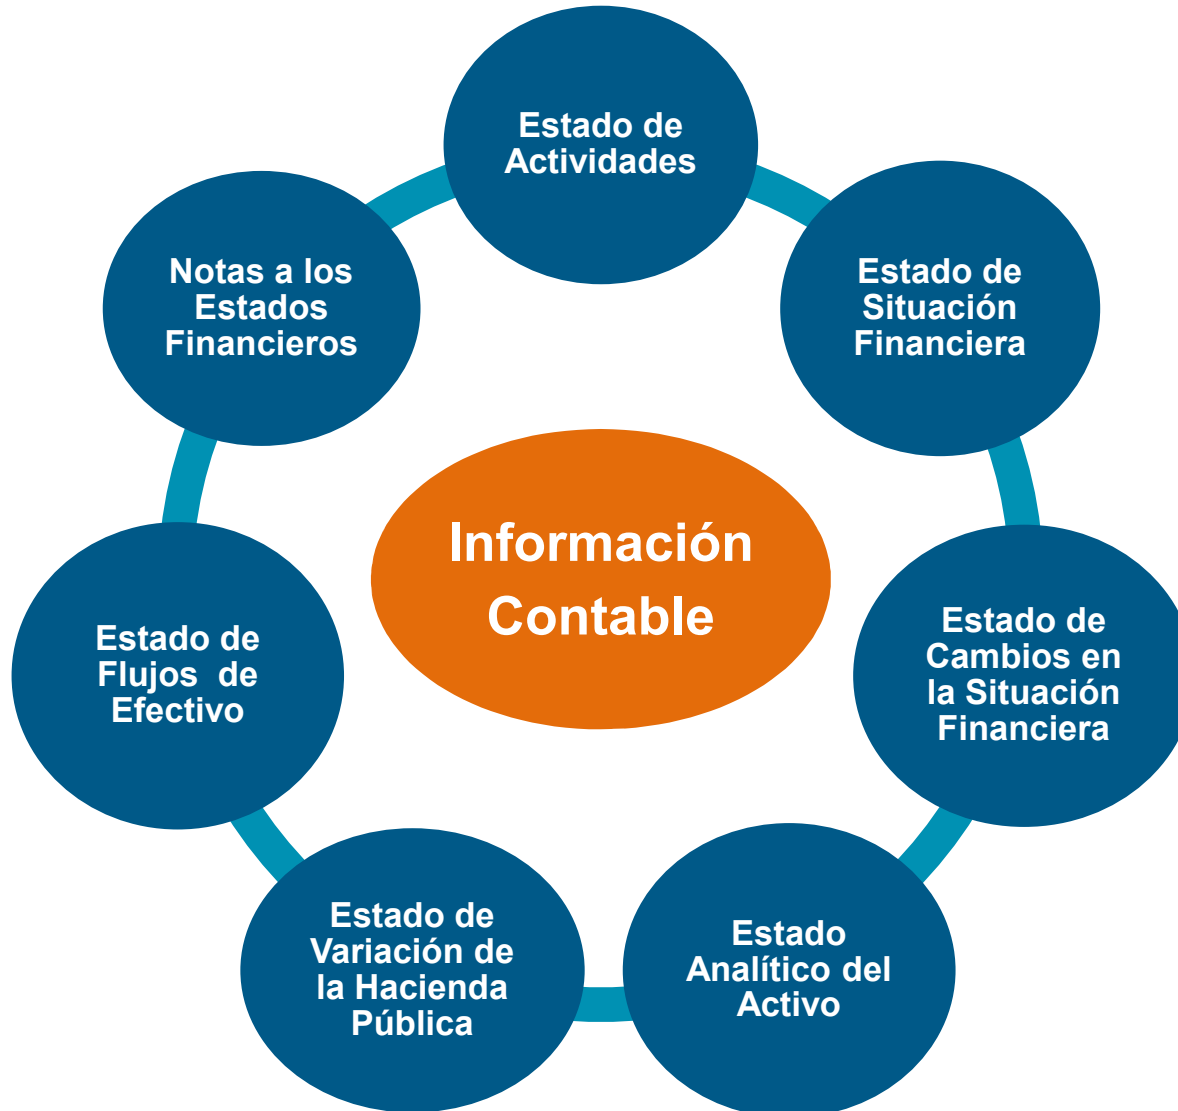 Estado de
Actividades
Estado de
Situación
Financiera
Estado de
Cambios en
la Situación
Financiera
Estado
Analítico del
Activo
Estado de
Variación de
la Hacienda
Pública
Estado de
Flujos de
Efectivo
Notas a los
Estados
Financieros
Información
Contable